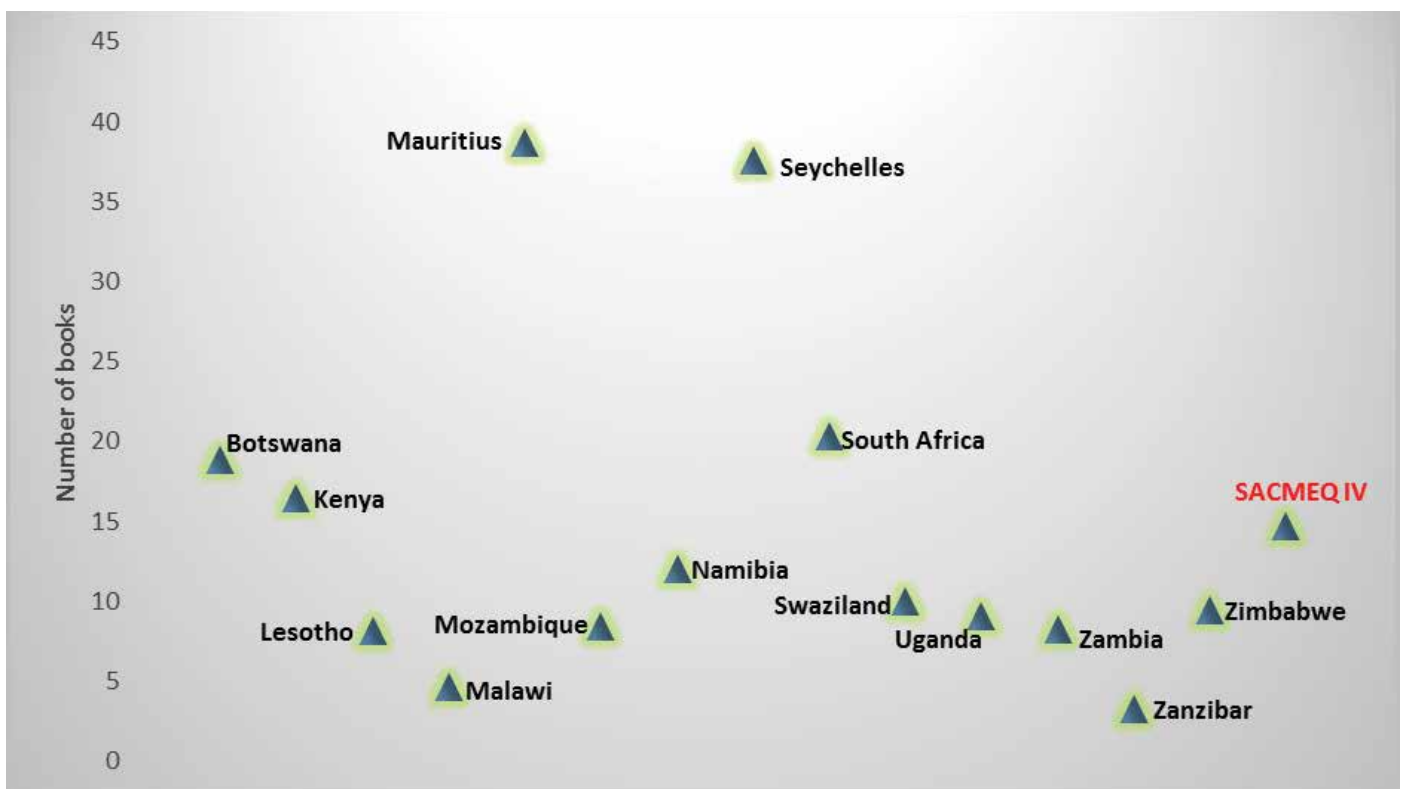 45
40
Mauritius
Seychelles
35
30
25
Number of books
20
Botswana
South Africa
Kenya
SACMEQ IV
15
Namibia
10
Swaziland
Zimbabwe
Lesotho
Mozambique
Uganda
Zambia
5
Malawi
Zanzibar
0